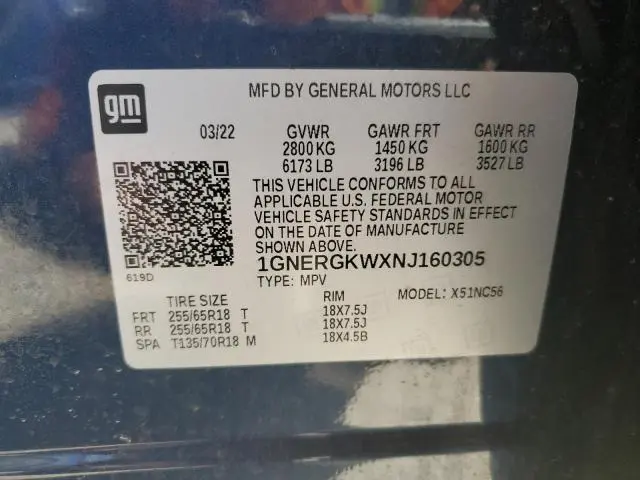 gm
MFD BY GENERAL MOTORS LLC
03/22 GVWR GAWR FRT GAWR RR
2800 KG 1450 KG 1600 KG
6173 LB 3196 LB 3527 LB
THIS VEHICLE CONFORMS TO ALL
APPLICABLE U.S. FEDERAL MOTOR
VEHICLE SAFETY STANDARDS IN EFFECT
ON THE DATE OF MANUFACTURE
SHOWN ABOVE.
1GNERGKWXNJ160305
619D
TYPE: MPV MODEL: X51NC56
TIRE SIZE RIM
FRT 255/65R18 T 18X7.5J
RR 255/65R18 T 18X7.5J
SPA T135/70R18 M 18X4.5B